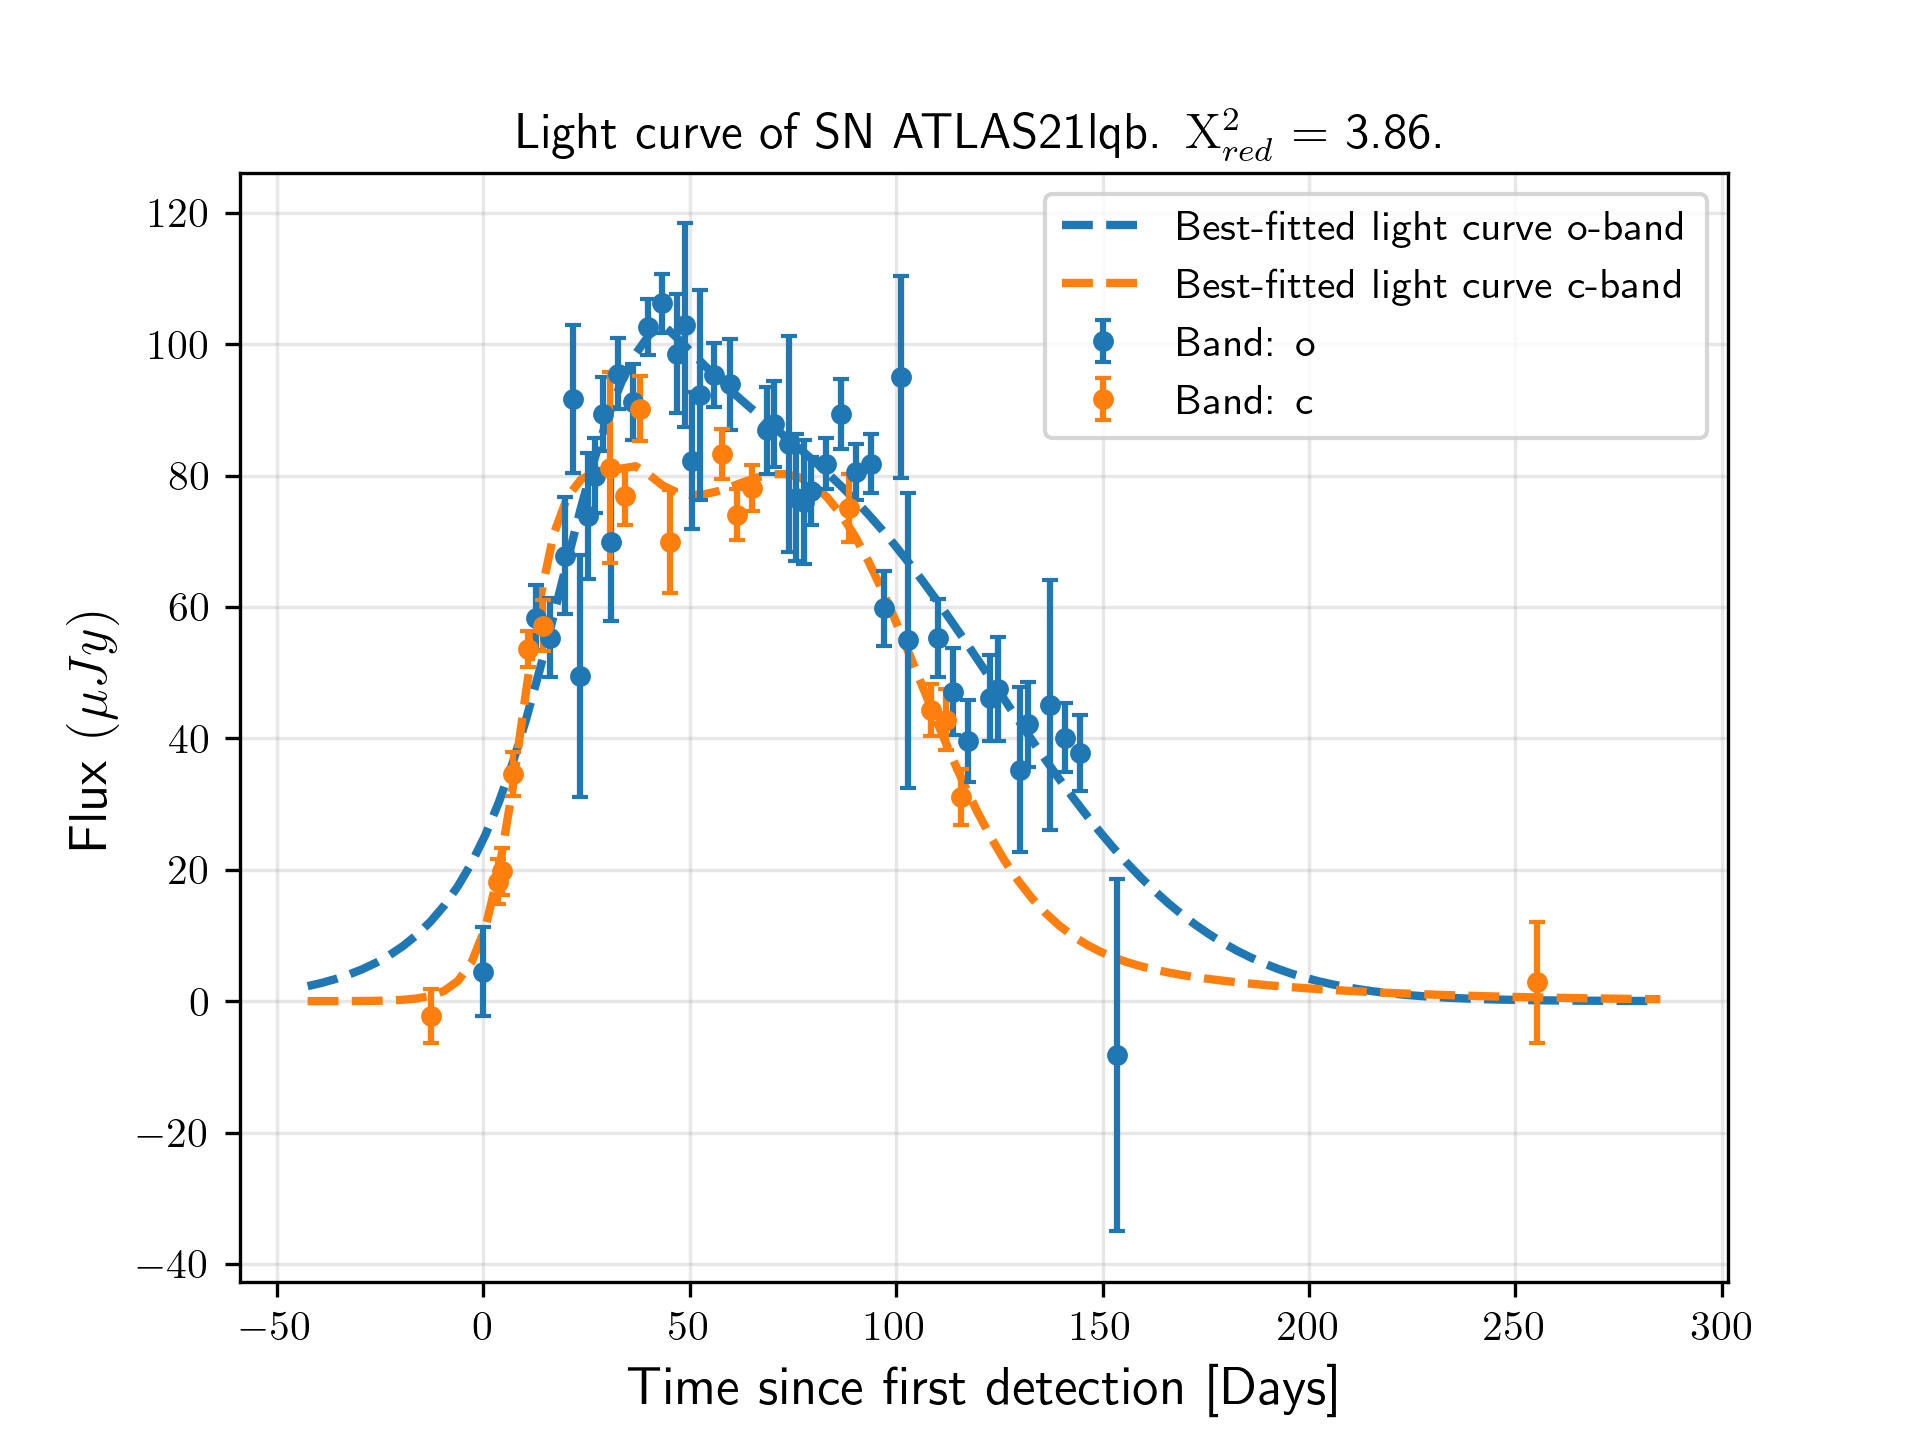 Light curve of SN ATLAS21lqb. X²red = 3.86.
Best-fitted light curve o-band
Best-fitted light curve c-band
Band: o
Band: c
120
100
80
60
40
20
0
−20
−40
Flux (μJy)
−50 0 50 100 150 200 250 300
Time since first detection [Days]